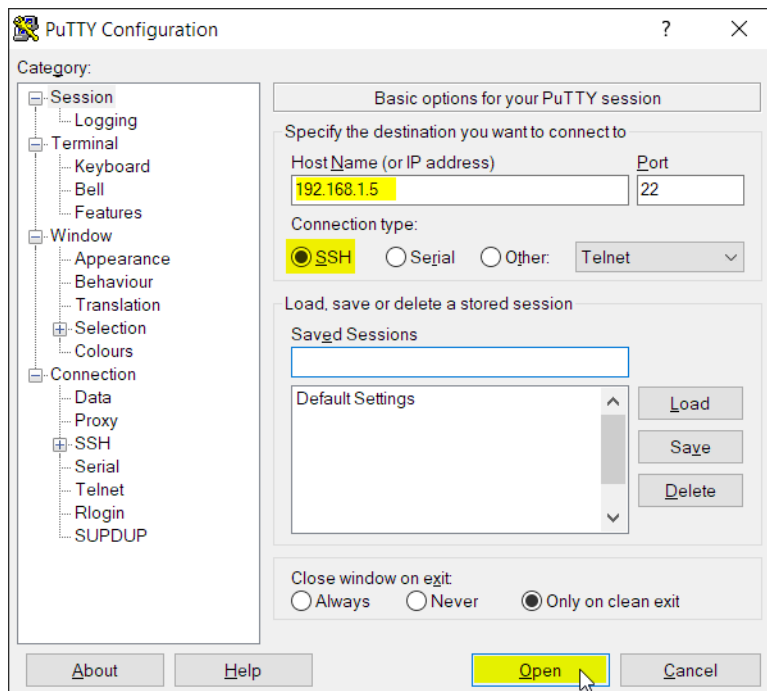 PuTTY Configuration
?
Category:
Session
Logging
Terminal
Keyboard
Bell
Features
Window
Appearance
Behaviour
Translation
Selection
Colours
Connection
Data
Proxy
SSH
Serial
Telnet
Rlogin
SUPDUP
Basic options for your PuTTY session
Specify the destination you want to connect to
Host Name (or IP address) Port
192.168.1.5 22
Connection type:
SSH Serial Other: Telnet
Load, save or delete a stored session
Saved Sessions
Default Settings
Load
Save
Delete
Close window on exit:
Always Never Only on clean exit
About Help Open Cancel